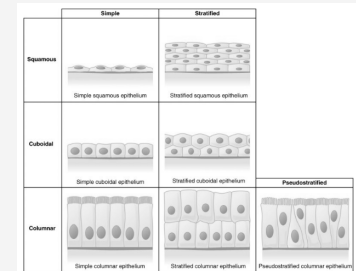 Simple Stratified
Squamous
Simple squamous epithelium Stratified squamous epithelium
Cuboidal
Simple cuboidal epithelium Stratified cuboidal epithelium
Pseudostratified
Columnar
Simple columnar epithelium Stratified columnar epithelium Pseudostratified columnar epithelium